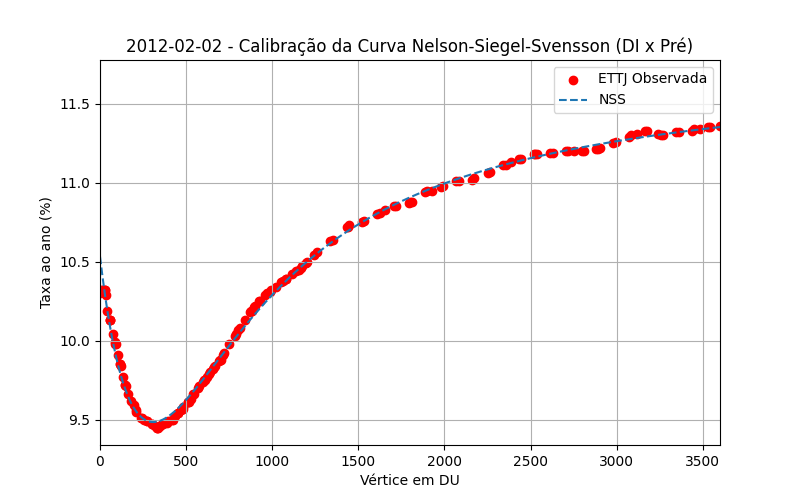 2012-02-02 - Calibração da Curva Nelson-Siegel-Svensson (DI x Pré)
ETTJ Observada
NSS
Taxa ao ano (%)
11.5
11.0
10.5
10.0
9.5
0 500 1000 1500 2000 2500 3000 3500
Vértice em DU